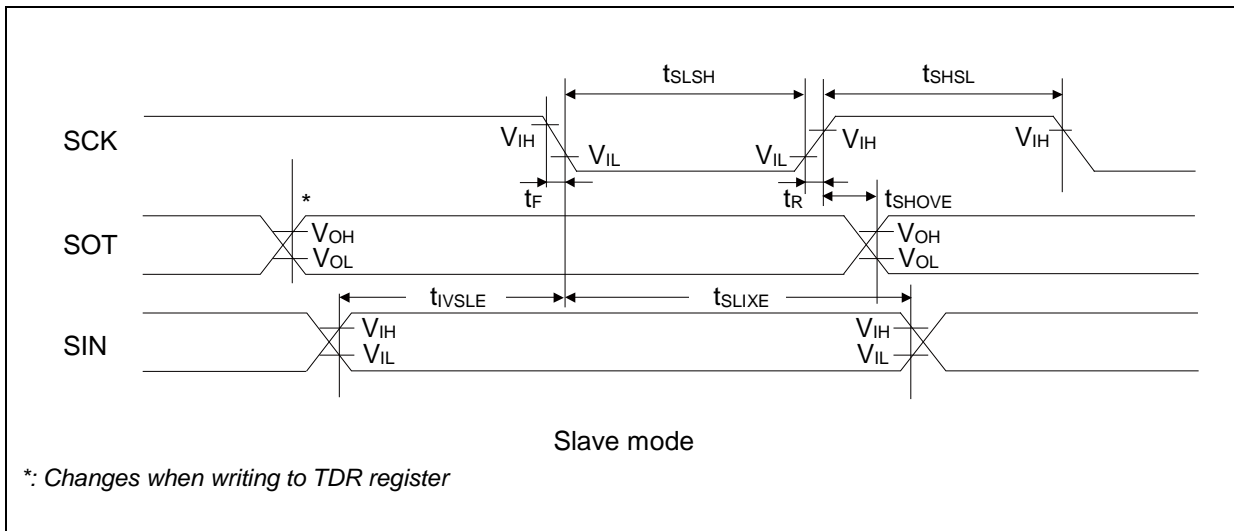 tSLSH tSHSL
SCK VIH VIL VIL VIH VIH
tF tR tSHOVE
*
SOT VOH VOH
VOL VOL
tIVSLE tSLIXE
SIN VIH VIH
VIL VIL
Slave mode
*: Changes when writing to TDR register